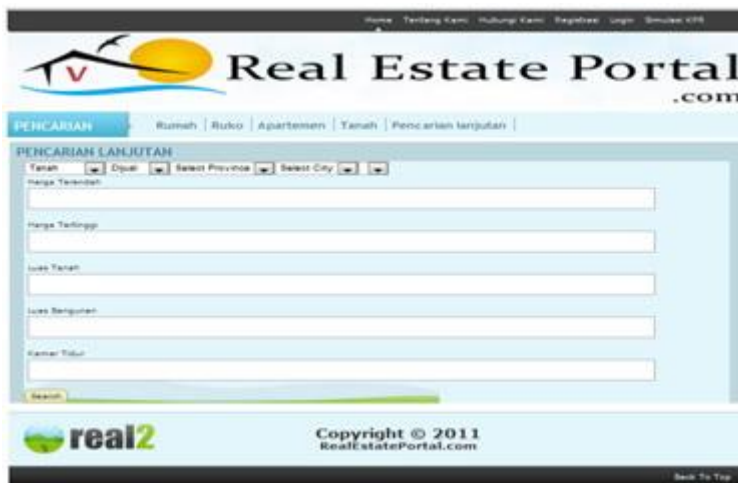 Home Tentang Kami Hubungi Kami Registrasi Login Simulasi KPR
V
Real Estate Portal
.com
PENCARIAN Rumah | Ruko | Apartemen | Tanah | Pencarian lanjutan |
PENCARIAN LANJUTAN
Tanah Dijual Select Province Select City
Harga Terendah
Harga Tertinggi
Luas Tanah
Luas Bangunan
Kamar Tidur
Search
real2
Copyright © 2011
RealEstatePortal.com
Back To Top